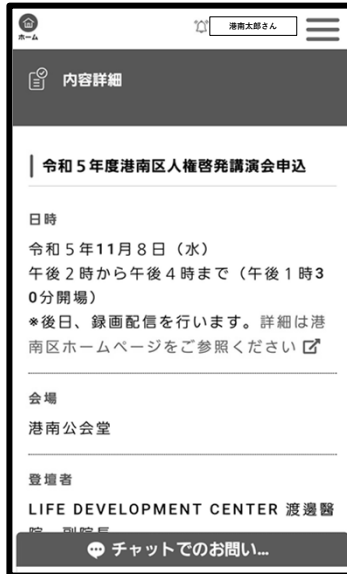 ホーム
港南太郎さん
内容詳細
令和５年度港南区人権啓発講演会申込
日時
令和５年11月８日（水）
午後２時から午後４時まで（午後１時3
0分開場）
※後日、録画配信を行います。詳細は港
南区ホームページをご参照ください
会場
港南公会堂
登壇者
LIFE DEVELOPMENT CENTER 渡邊醫
院 副院長
チャットでのお問い...